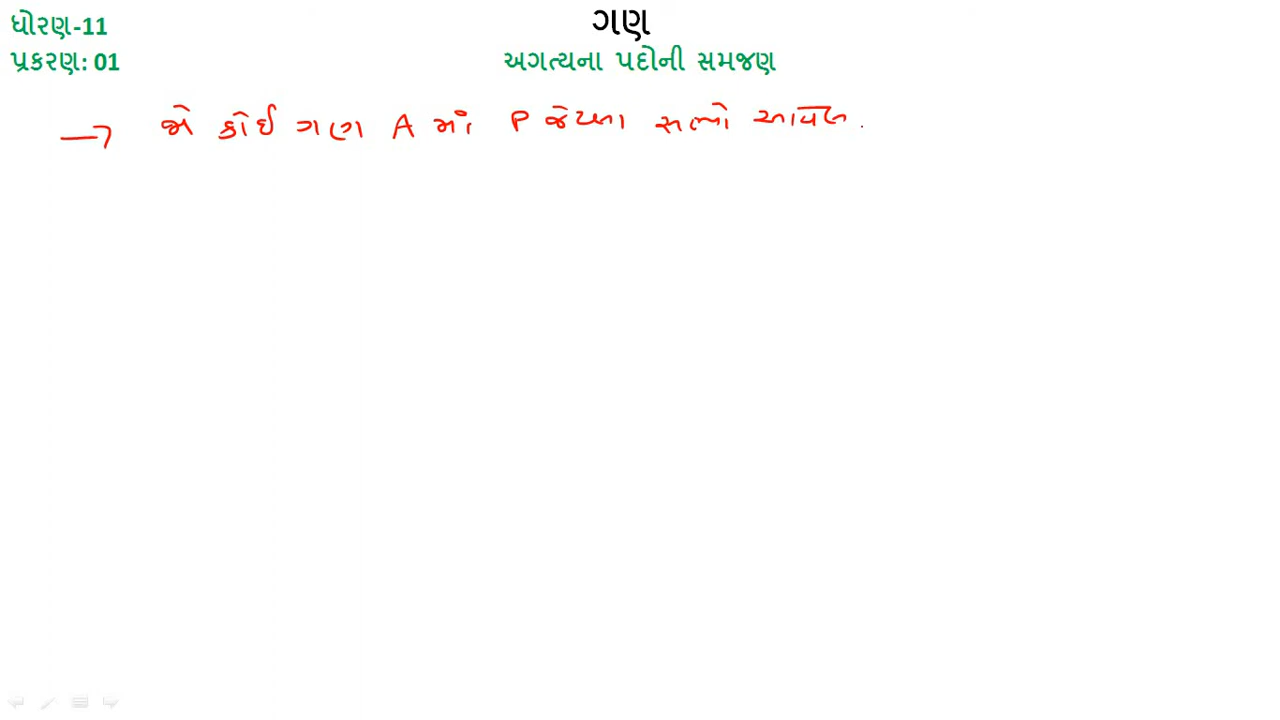 ગણ
ધોરણ-11
પ્રકરણ: 01
અગત્યના પદોની સમજણ
→ જો કોઈ ગણ A માં P જેટલા સભ્યો આવેલ